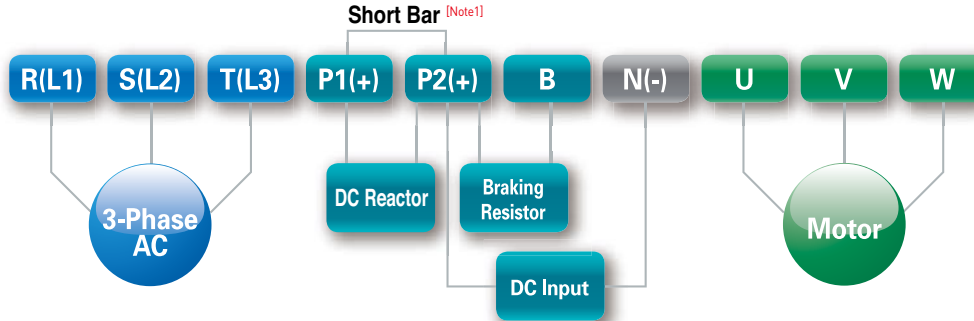 Short Bar [Note1]
R(L1) S(L2) T(L3) P1(+) P2(+) B N(-) U V W
3-Phase
AC
DC Reactor
Braking
Resistor
Motor
DC Input